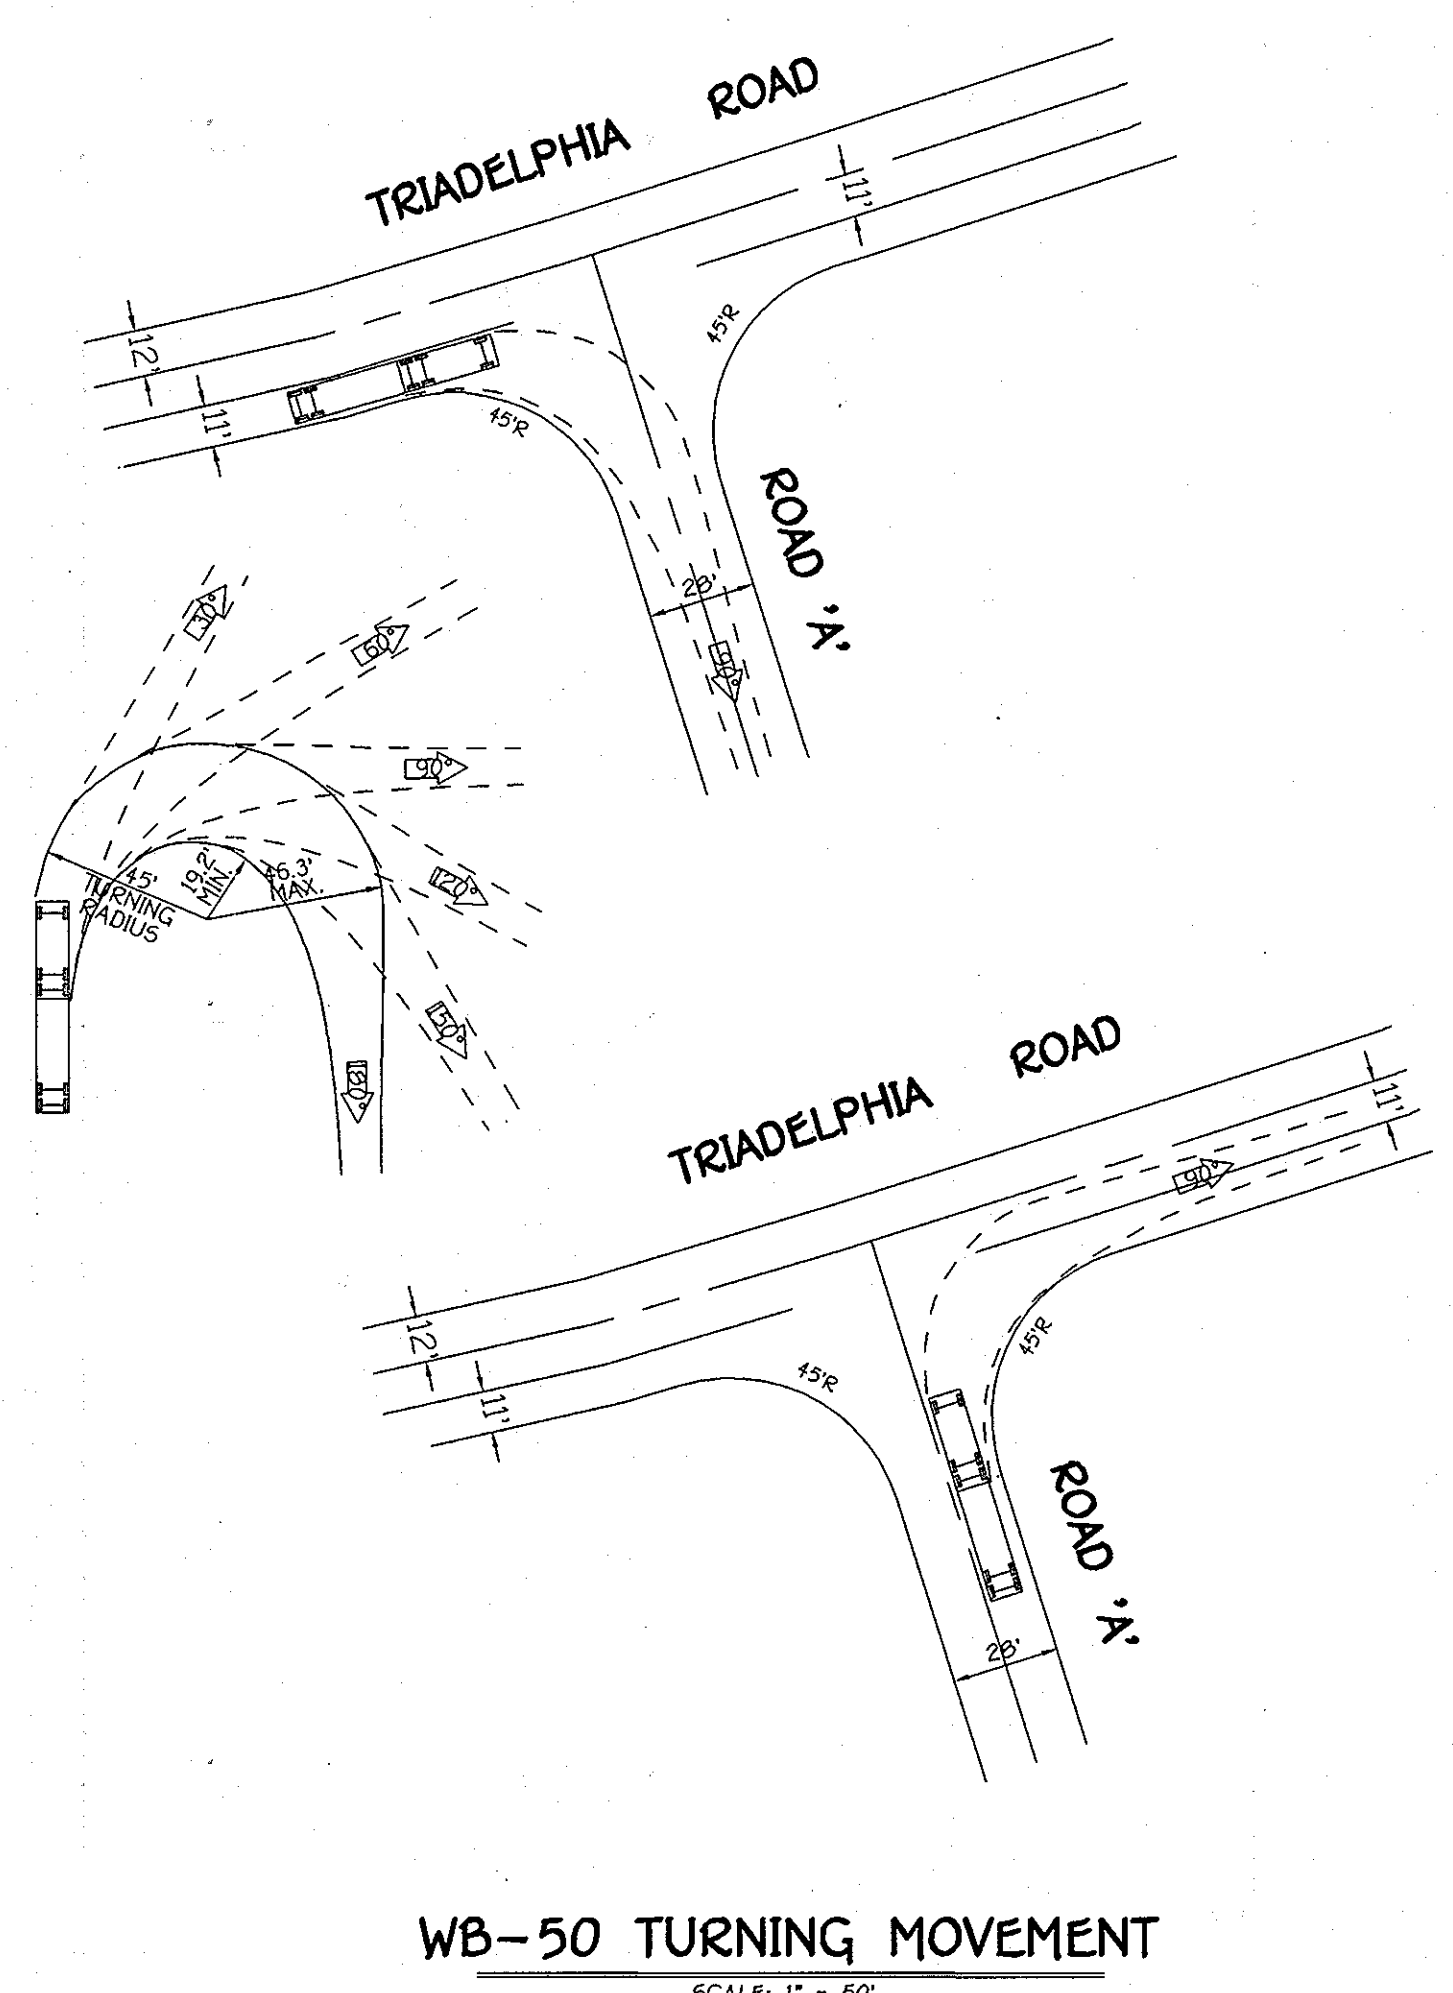 TRIADELPHIA ROAD
11'
12'
11'
45'R
45'R
ROAD 'A'
28'
90°
30°
60°
90°
120°
150°
180°
45'
TURNING
RADIUS
19.2'
MIN.
46.3'
MAX.
TRIADELPHIA ROAD
11'
90°
12'
11'
45'R
45'R
ROAD 'A'
28'
WB-50 TURNING MOVEMENT
SCALE: 1" = 50'